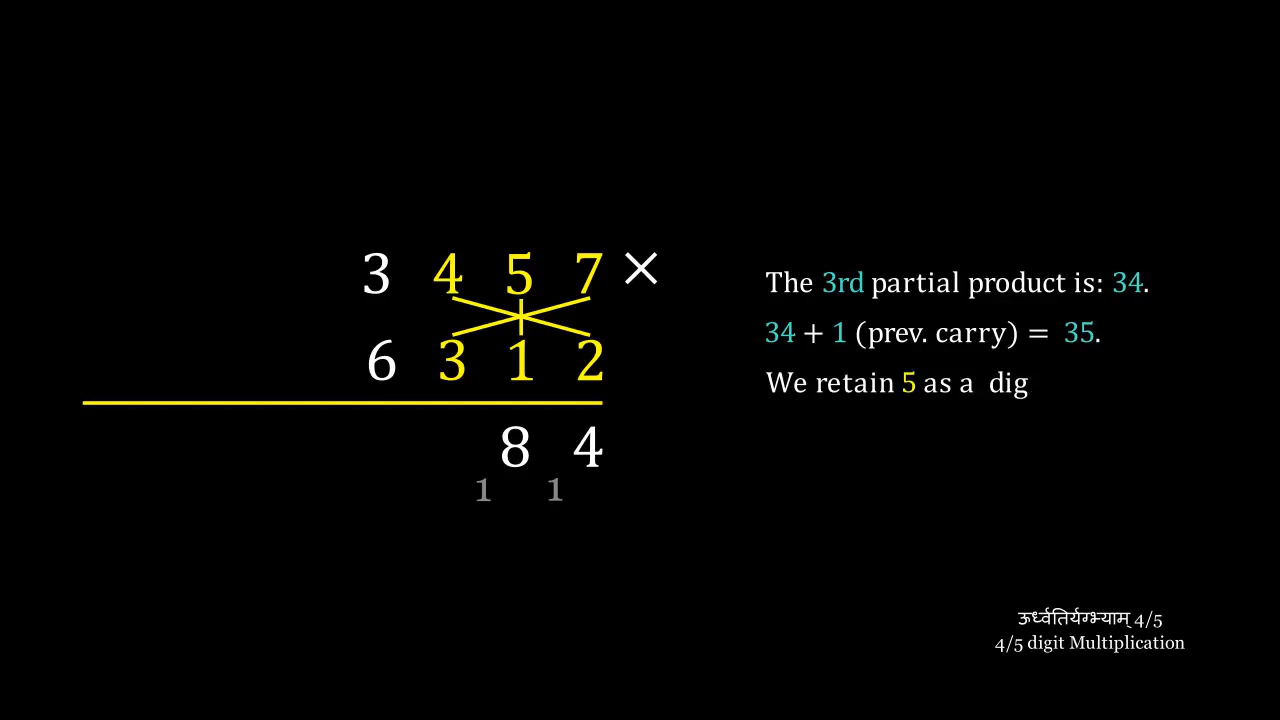 3 4 5 7 ×
6 3 1 2
8 4
1 1
The 3rd partial product is: 34.
34 + 1 (prev. carry) = 35.
We retain 5 as a dig
ऊर्ध्वतिर्यग्भ्याम् 4/5
4/5 digit Multiplication